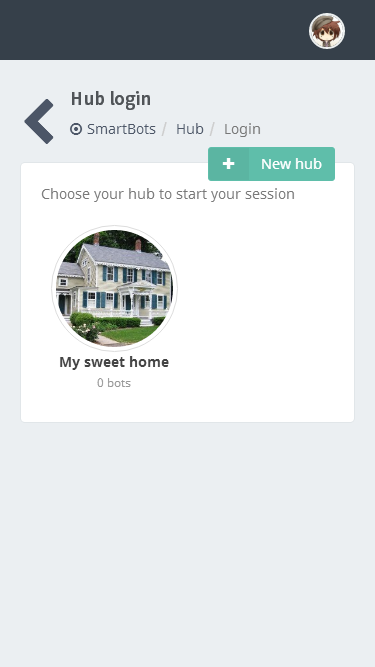 Hub login
SmartBots / Hub / Login
New hub
Choose your hub to start your session
My sweet home
0 bots